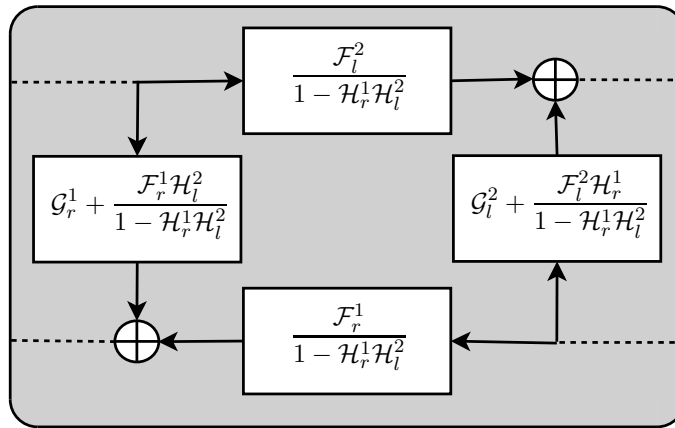 \frac{\mathcal{F}_l^2}{1 - \mathcal{H}_r^1 \mathcal{H}_l^2}
\mathcal{G}_r^1 + \frac{\mathcal{F}_r^1 \mathcal{H}_l^2}{1 - \mathcal{H}_r^1 \mathcal{H}_l^2}
\mathcal{G}_l^2 + \frac{\mathcal{F}_l^2 \mathcal{H}_r^1}{1 - \mathcal{H}_r^1 \mathcal{H}_l^2}
\frac{\mathcal{F}_r^1}{1 - \mathcal{H}_r^1 \mathcal{H}_l^2}